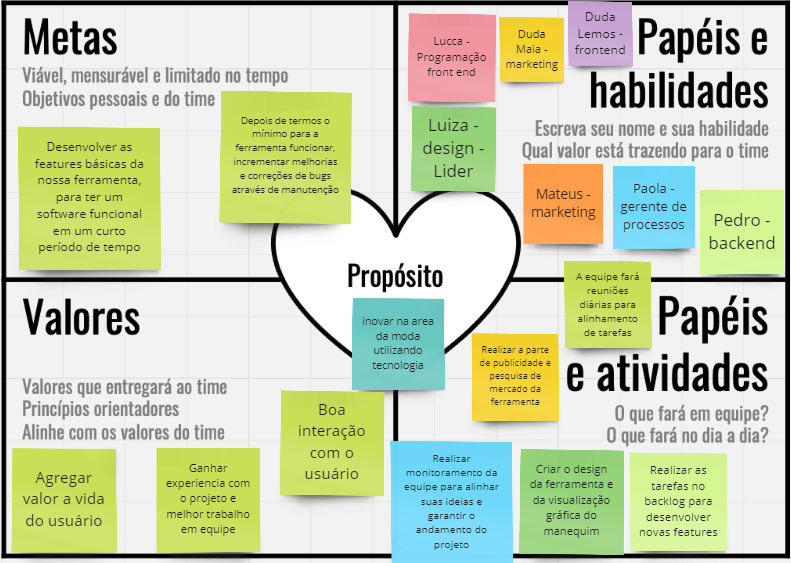 Metas
Viável, mensurável e limitado no tempo
Objetivos pessoais e do time
Desenvolver as
features básicas da
nossa ferramenta,
para ter um
software funcional
em um curto
período de tempo
Depois de termos o
mínimo para a
ferramenta funcionar,
incrementar melhorias
e correções de bugs
através de manutenção
Papéis e
habilidades
Escreva seu nome e sua habilidade
Qual valor está trazendo para o time
Lucca -
Programação
front end
Duda
Maia -
marketing
Duda
Lemos -
frontend
Luiza -
design -
Lider
Mateus -
marketing
Paola -
gerente de
processos
Pedro -
backend
Propósito
inovar na area
da moda
utilizando
tecnologia
Valores
Valores que entregará ao time
Princípios orientadores
Alinhe com os valores do time
Agregar
valor a vida
do usuário
Ganhar
experiencia com
o projeto e
melhor trabalho
em equipe
Boa
interação
com o
usuário
Papéis
e atividades
O que fará em equipe?
O que fará no dia a dia?
A equipe fará
reuniões
diárias para
alinhamento
de tarefas
Realizar a parte
de publicidade e
pesquisa de
mercado da
ferramenta
Realizar
monitoramento da
equipe para alinhar
suas ideias e
garantir o
andamento do
projeto
Criar o design
da ferramenta e
da visualização
gráfica do
manequim
Realizar as
tarefas no
backlog para
desenvolver
novas features